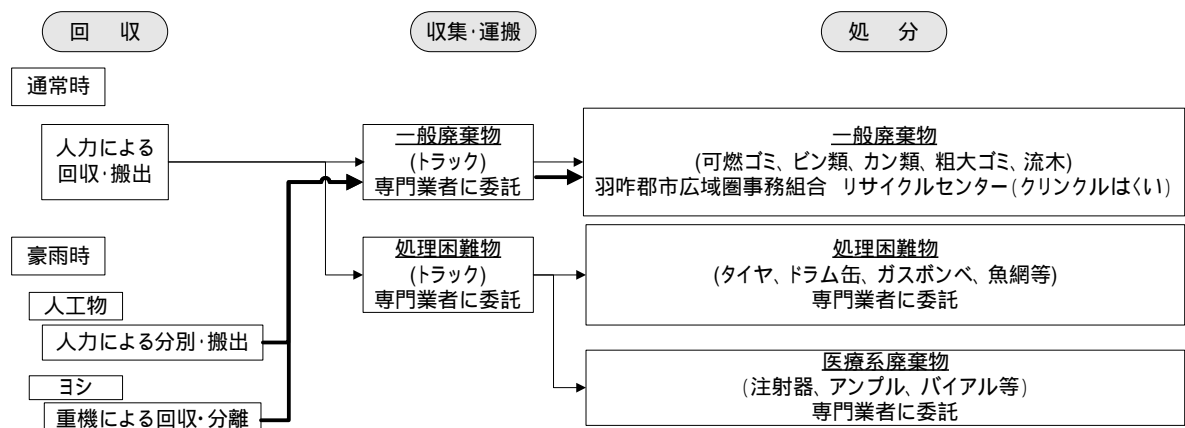 回 収
収集・運搬
処 分
通常時
人力による
回収・搬出
一般廃棄物
(トラック)
専門業者に委託
一般廃棄物
(可燃ゴミ、ビン類、カン類、粗大ゴミ、流木)
羽咋郡市広域圏事務組合 リサイクルセンター(クリンクルはくい)
豪雨時
処理困難物
(トラック)
専門業者に委託
処理困難物
(タイヤ、ドラム缶、ガスボンベ、魚網等)
専門業者に委託
人工物
人力による分別・搬出
ヨシ
重機による回収・分離
医療系廃棄物
(注射器、アンプル、バイアル等)
専門業者に委託